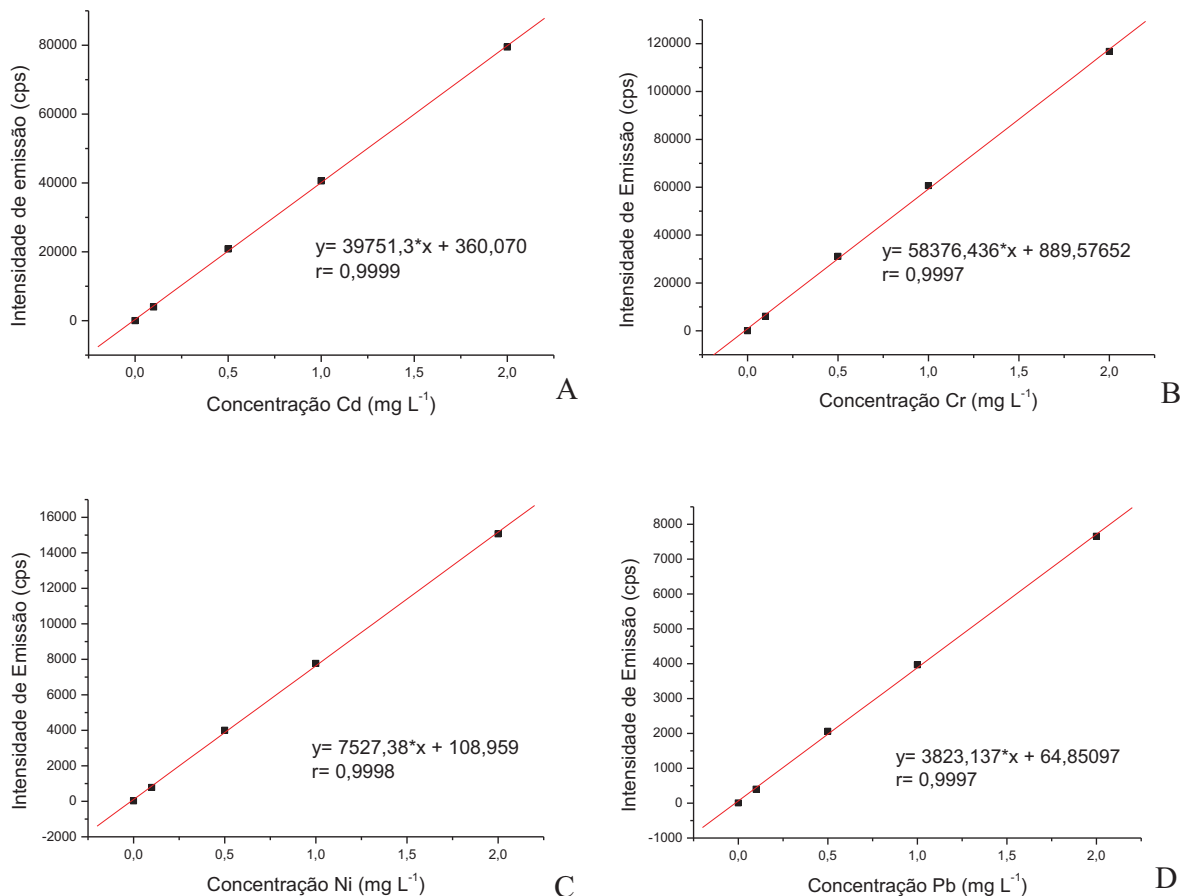 80000
60000
40000
20000
0
Intensidade de emissão (cps)
y= 39751,3*x + 360,070
r= 0,9999
0,0 0,5 1,0 1,5 2,0
Concentração Cd (mg L⁻¹)
A
120000
100000
80000
60000
40000
20000
0
Intensidade de Emissão (cps)
y= 58376,436*x + 889,57652
r= 0,9997
0,0 0,5 1,0 1,5 2,0
Concentração Cr (mg L⁻¹)
B
16000
14000
12000
10000
8000
6000
4000
2000
0
-2000
Intensidade de Emissão (cps)
y= 7527,38*x + 108,959
r= 0,9998
0,0 0,5 1,0 1,5 2,0
Concentração Ni (mg L⁻¹)
C
8000
7000
6000
5000
4000
3000
2000
1000
0
-1000
Intensidade de Emissão (cps)
y= 3823,137*x + 64,85097
r= 0,9997
0,0 0,5 1,0 1,5 2,0
Concentração Pb (mg L⁻¹)
D